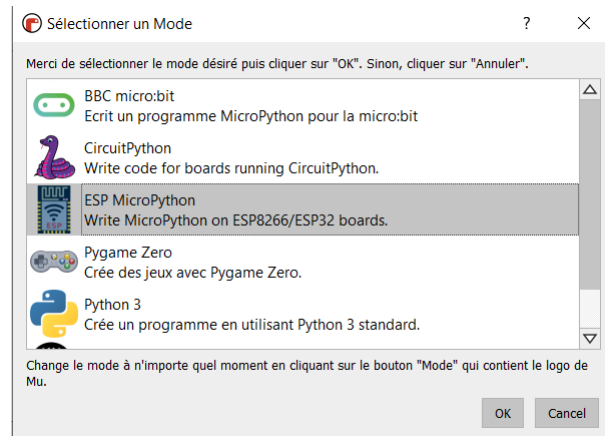 Sélectionner un Mode
Merci de sélectionner le mode désiré puis cliquer sur "OK". Sinon, cliquer sur "Annuler".
BBC micro:bit
Ecrit un programme MicroPython pour la micro:bit
CircuitPython
Write code for boards running CircuitPython.
ESP MicroPython
Write MicroPython on ESP8266/ESP32 boards.
ESP
Pygame Zero
Crée des jeux avec Pygame Zero.
Python 3
Crée un programme en utilisant Python 3 standard.
Change le mode à n'importe quel moment en cliquant sur le bouton "Mode" qui contient le logo de
Mu.
OK
Cancel